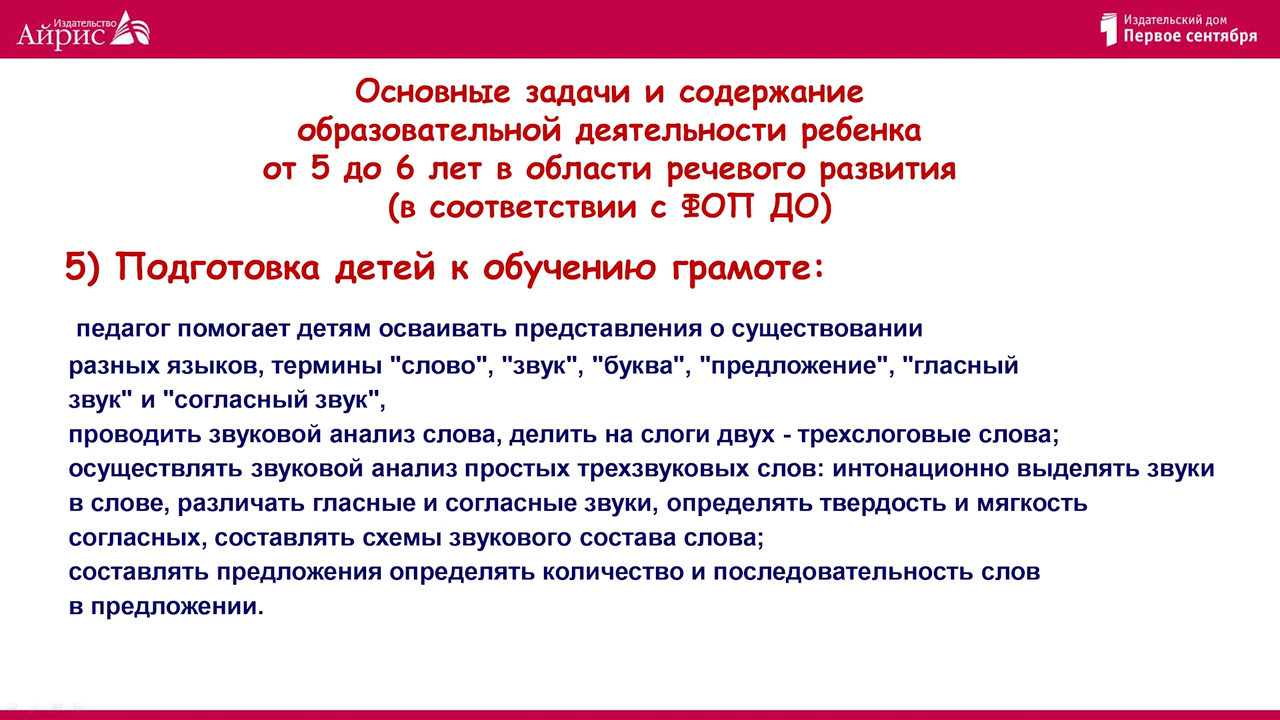 Издательство
Айрис
Издательский дом
Первое сентября
Основные задачи и содержание
образовательной деятельности ребенка
от 5 до 6 лет в области речевого развития
(в соответствии с ФОП ДО)
5) Подготовка детей к обучению грамоте:
педагог помогает детям осваивать представления о существовании
разных языков, термины "слово", "звук", "буква", "предложение", "гласный
звук" и "согласный звук",
проводить звуковой анализ слова, делить на слоги двух - трехслоговые слова;
осуществлять звуковой анализ простых трехзвуковых слов: интонационно выделять звуки
в слове, различать гласные и согласные звуки, определять твердость и мягкость
согласных, составлять схемы звукового состава слова;
составлять предложения определять количество и последовательность слов
в предложении.